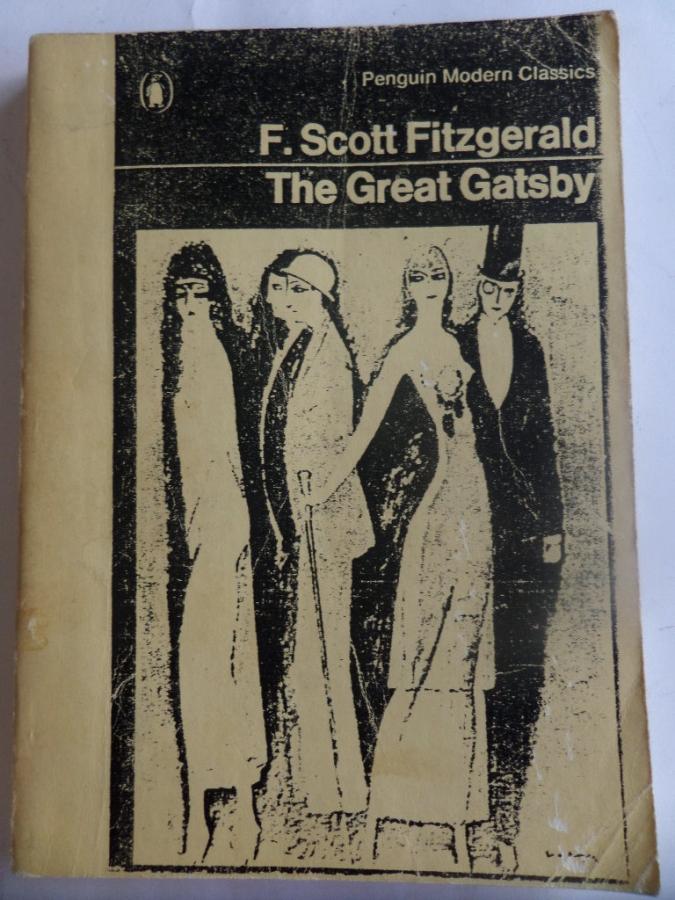 Penguin Modern Classics
F. Scott Fitzgerald
The Great Gatsby